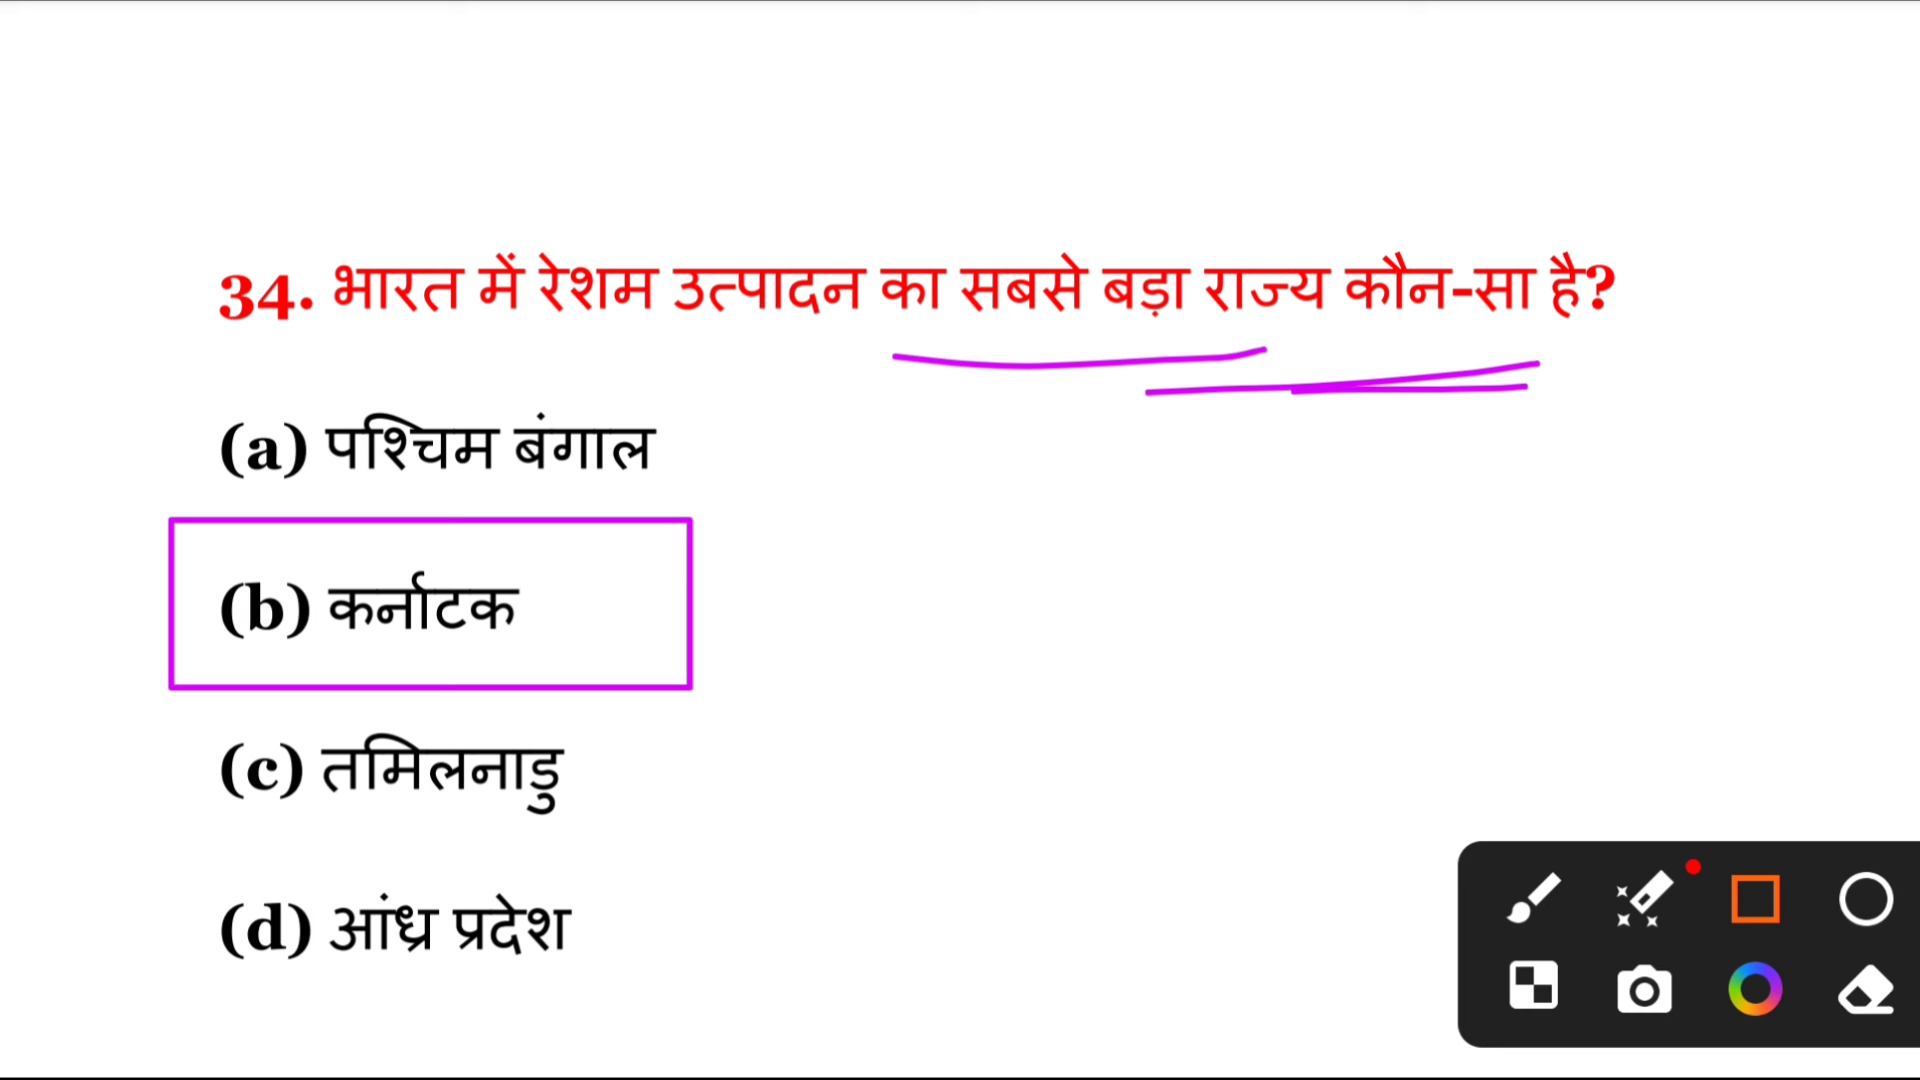 34. भारत में रेशम उत्पादन का सबसे बड़ा राज्य कौन-सा है?
(a) पश्चिम बंगाल
(b) कर्नाटक
(c) तमिलनाडु
(d) आंध्र प्रदेश